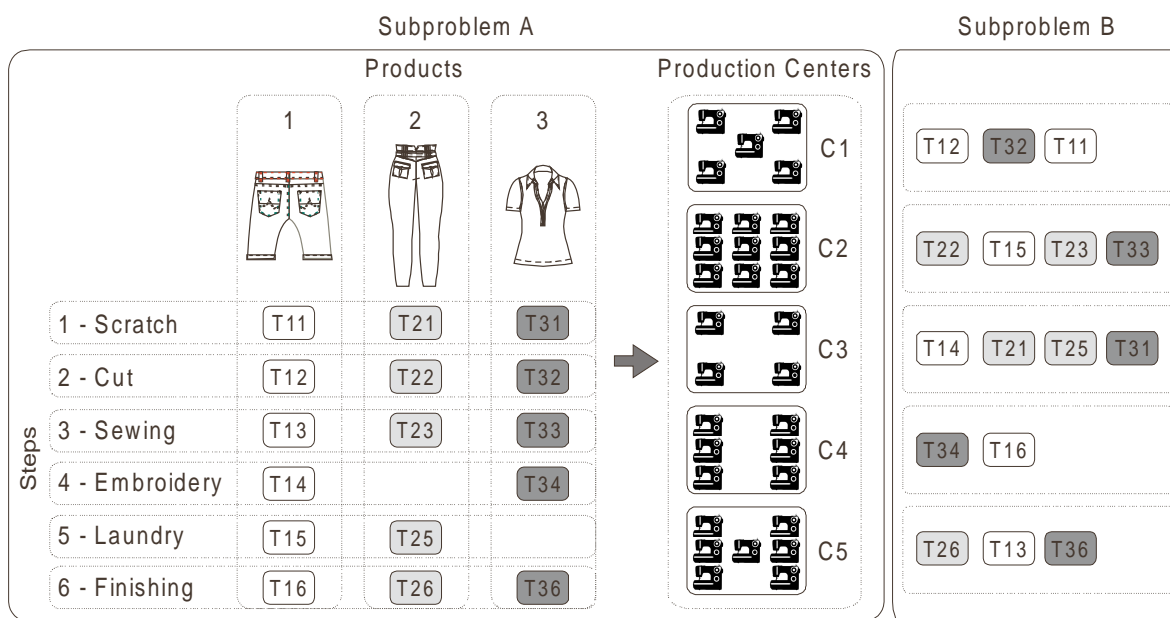 Subproblem A
Subproblem B
Products
Production Centers
1 2 3
C1
T12 T32 T11
C2
T22 T15 T23 T33
1 - Scratch T11 T21 T31
C3
T14 T21 T25 T31
2 - Cut T12 T22 T32
3 - Sewing T13 T23 T33
C4
T34 T16
Steps
4 - Embroidery T14 T34
5 - Laundry T15 T25
C5
T26 T13 T36
6 - Finishing T16 T26 T36